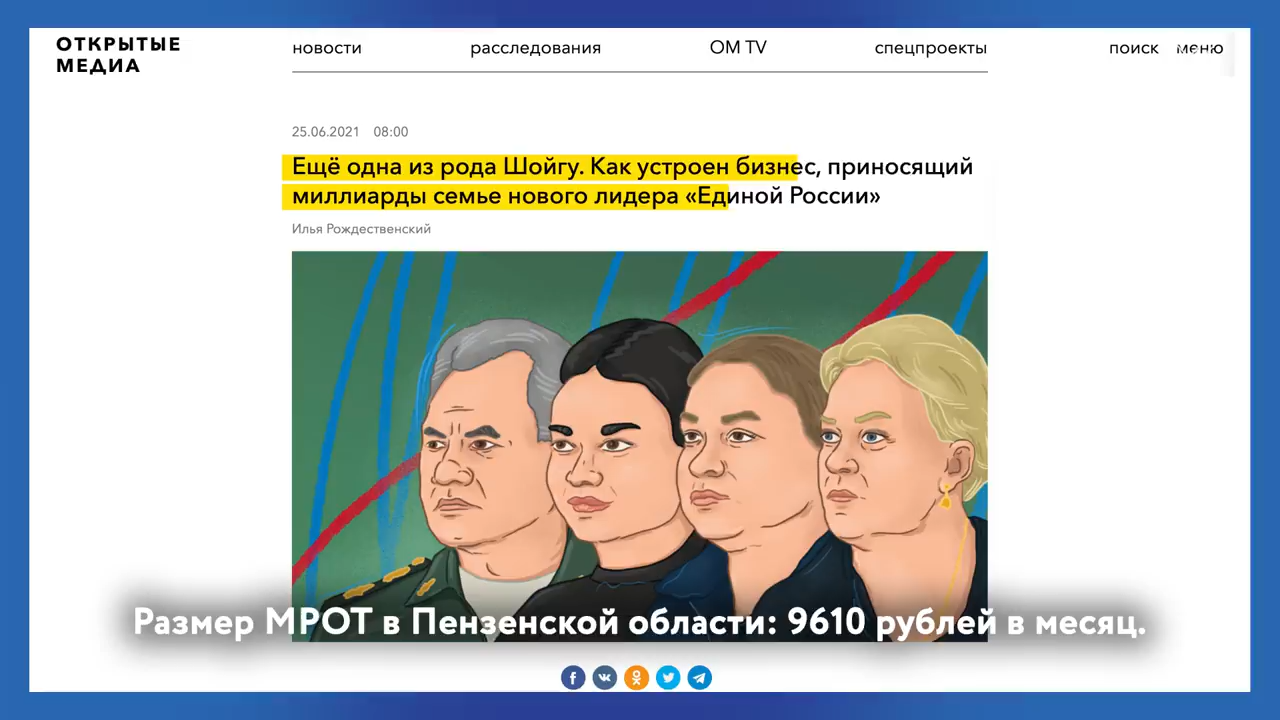 ОТКРЫТЫЕ
МЕДИА
новости
расследования
OM TV
спецпроекты
поиск
меню
25.06.2021 08:00
Ещё одна из рода Шойгу. Как устроен бизнес, приносящий
миллиарды семье нового лидера «Единой России»
Илья Рождественский
Размер МРОТ в Пензенской области: 9610 рублей в месяц.